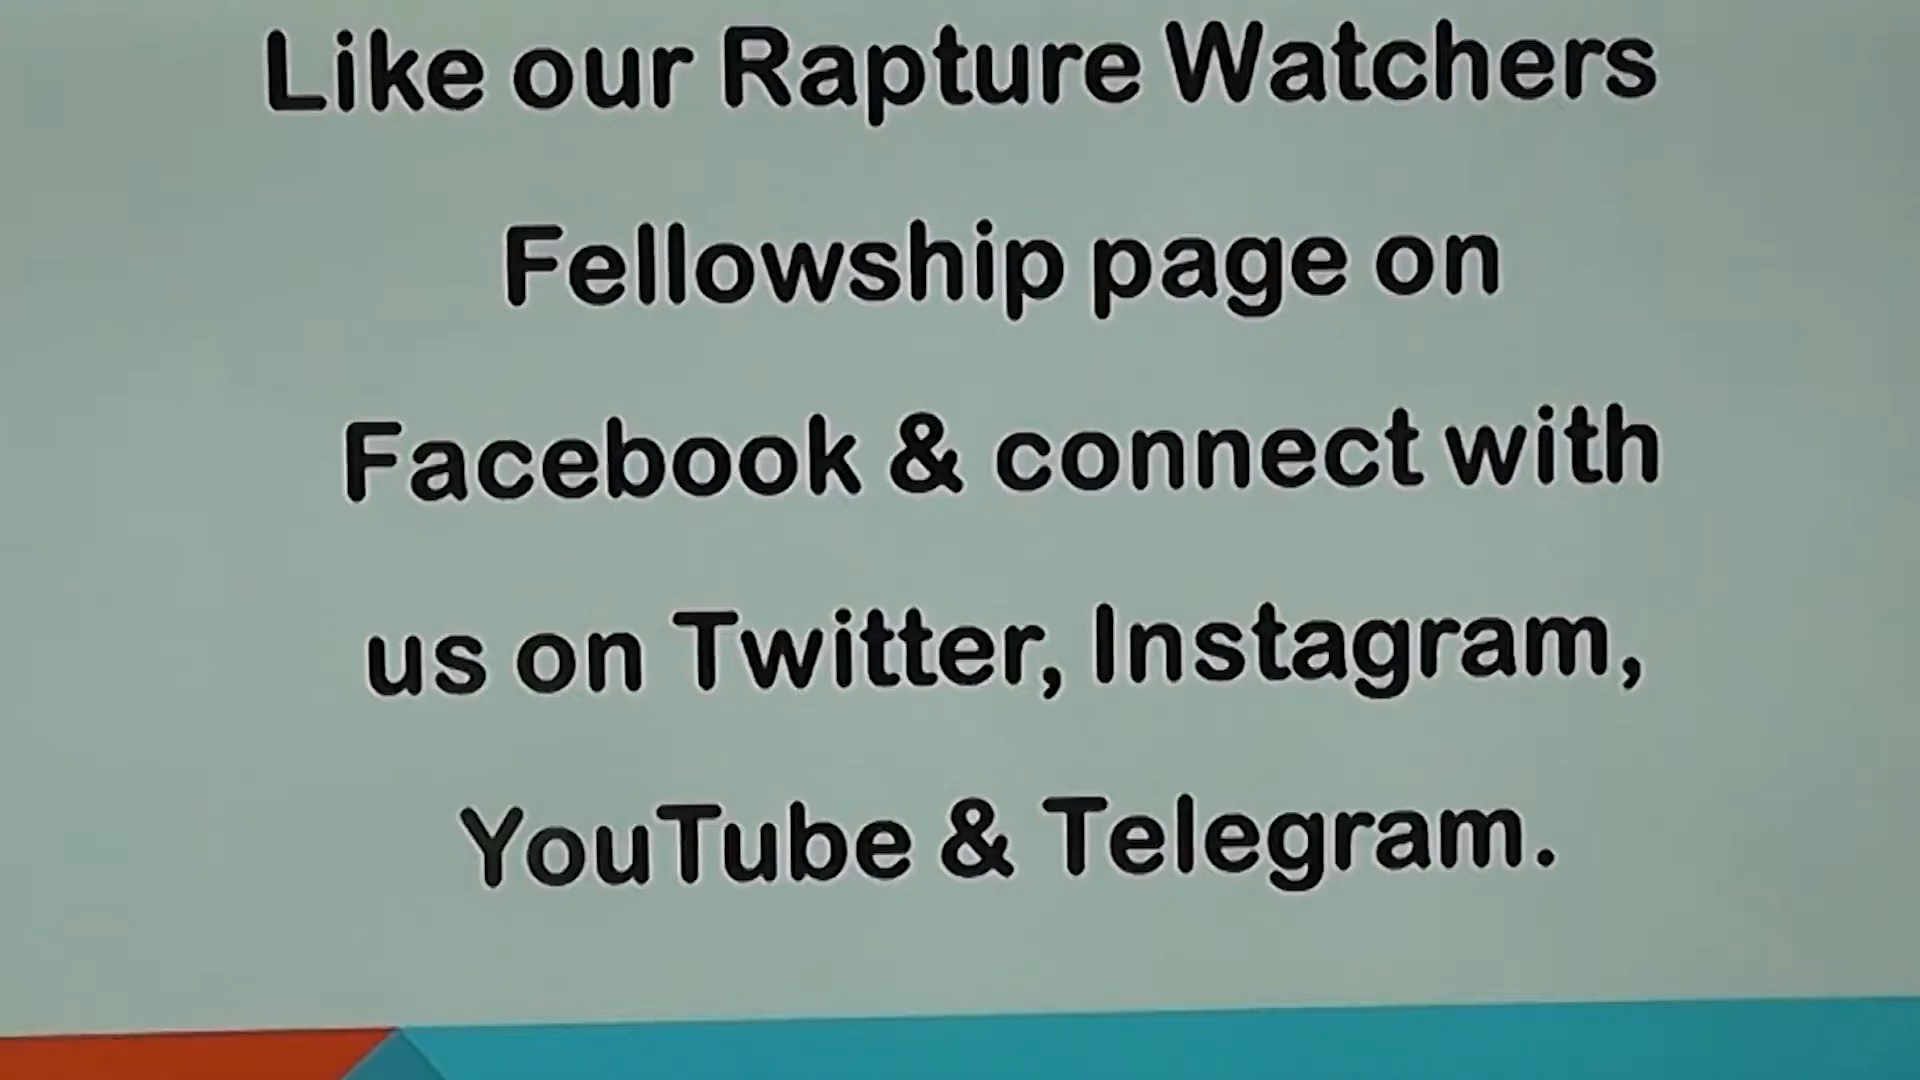 Like our Rapture Watchers
Fellowship page on
Facebook & connect with
us on Twitter, Instagram,
YouTube & Telegram.